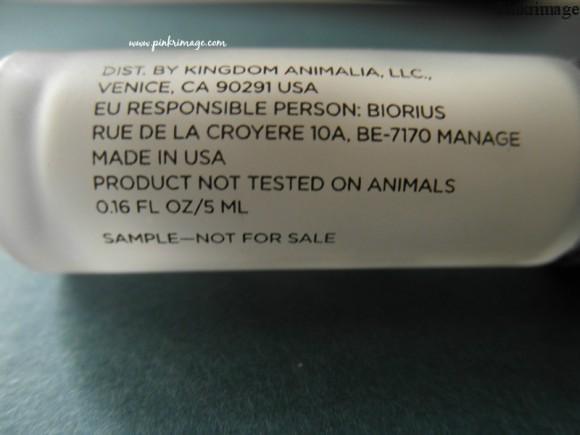 Pinkrimage
www.pinkrimage.com
DIST. BY KINGDOM ANIMALIA, LLC.,
VENICE, CA 90291 USA
EU RESPONSIBLE PERSON: BIORIUS
RUE DE LA CROYERE 10A, BE-7170 MANAGE
MADE IN USA
PRODUCT NOT TESTED ON ANIMALS
0.16 FL OZ/5 ML
SAMPLE—NOT FOR SALE